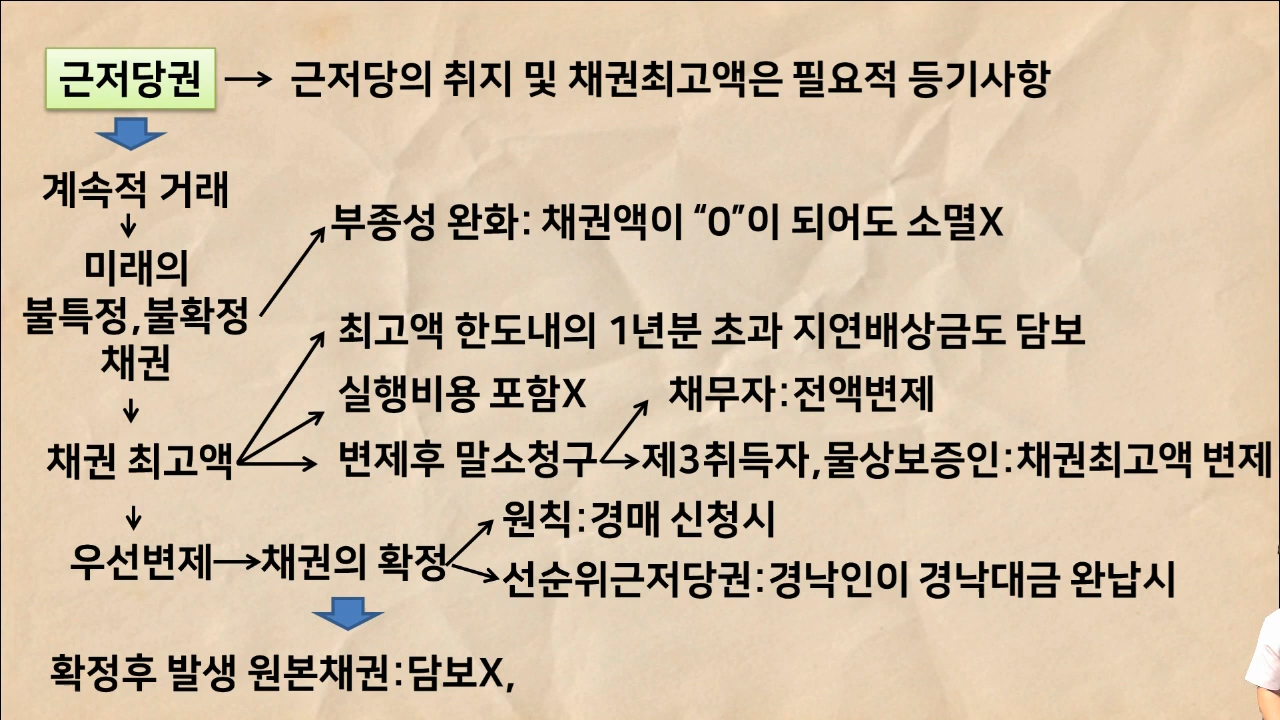 근저당권 → 근저당의 취지 및 채권최고액은 필요적 등기사항
계속적 거래
부종성 완화: 채권액이 “0”이 되어도 소멸X
미래의
불특정,불확정
채권
최고액 한도내의 1년분 초과 지연배상금도 담보
실행비용 포함X
채무자:전액변제
채권 최고액
변제후 말소청구
제3취득자,물상보증인:채권최고액 변제
원칙:경매 신청시
우선변제→채권의 확정
선순위근저당권:경낙인이 경낙대금 완납시
확정후 발생 원본채권:담보X,